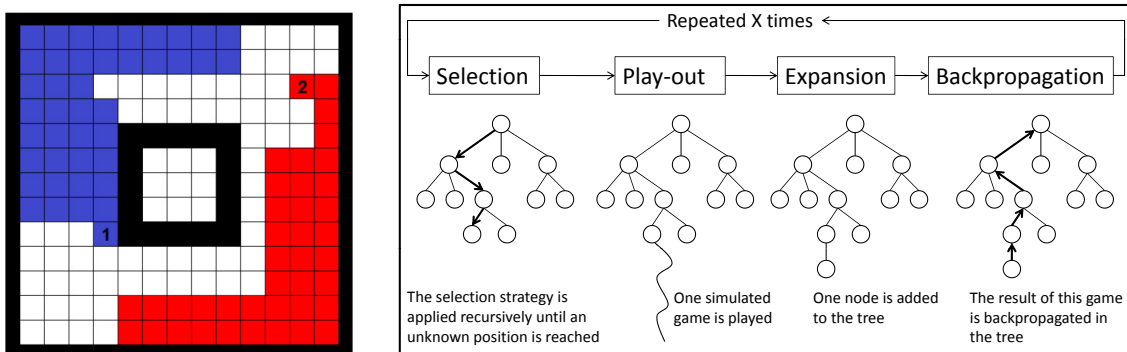 2
1
Repeated X times
Selection
Play-out
Expansion
Backpropagation
The selection strategy is
applied recursively until an
unknown position is reached
One simulated
game is played
One node is added
to the tree
The result of this game
is backpropagated in
the tree